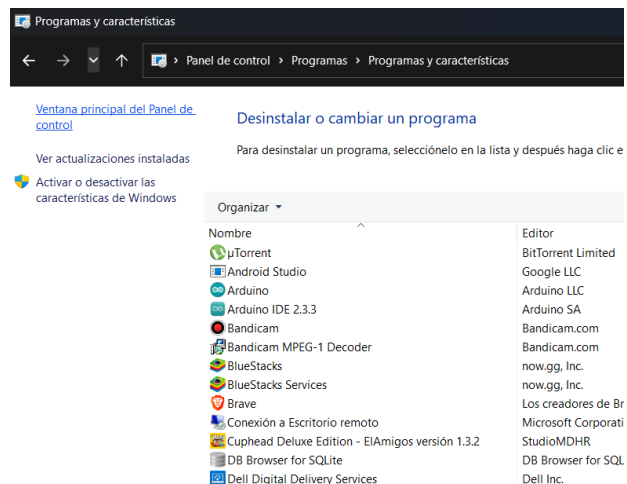 Programas y características
Panel de control > Programas > Programas y características
Ventana principal del Panel de
control
Ver actualizaciones instaladas
Activar o desactivar las
características de Windows
Desinstalar o cambiar un programa
Para desinstalar un programa, selecciónelo en la lista y después haga clic e
Organizar
Nombre Editor
µTorrent BitTorrent Limited
Android Studio Google LLC
Arduino Arduino LLC
Arduino IDE 2.3.3 Arduino SA
Bandicam Bandicam.com
Bandicam MPEG-1 Decoder Bandicam.com
BlueStacks now.gg, Inc.
BlueStacks Services now.gg, Inc.
Brave Los creadores de Br
Conexión a Escritorio remoto Microsoft Corporati
Cuphead Deluxe Edition - ElAmigos versión 1.3.2 StudioMDHR
DB Browser for SQLite DB Browser for SQL
Dell Digital Delivery Services Dell Inc.